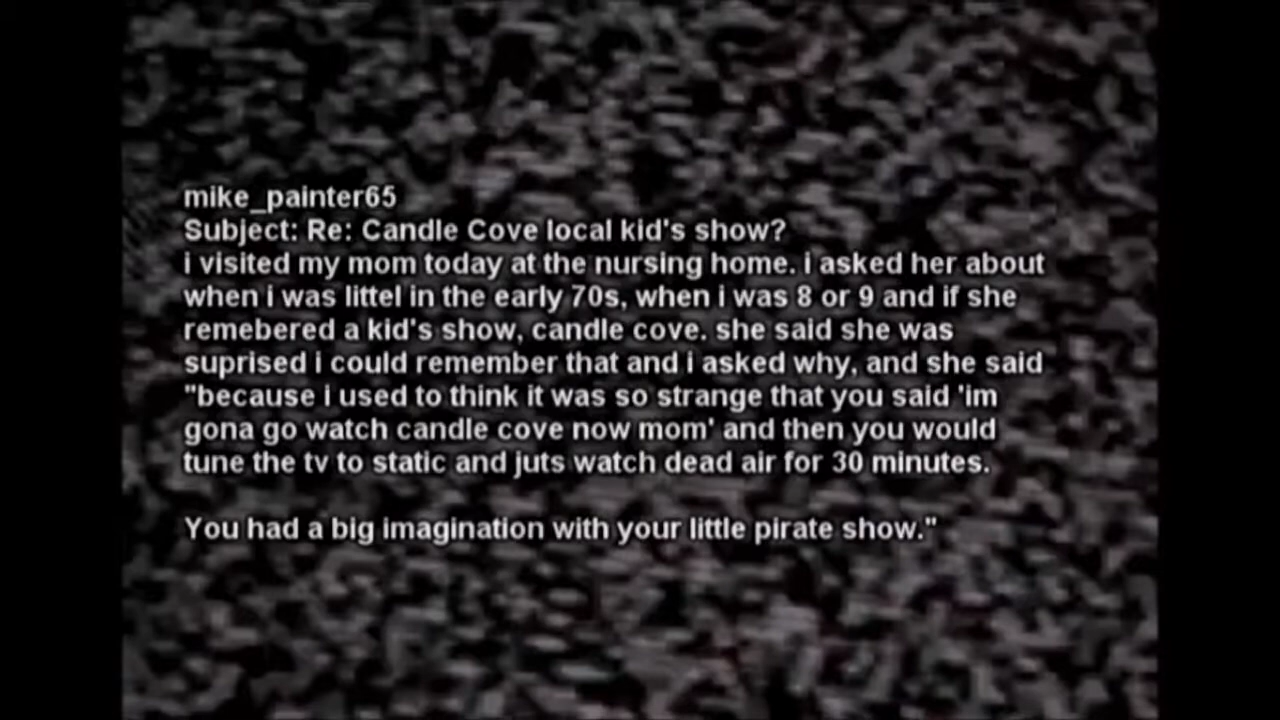 mike_painter65
Subject: Re: Candle Cove local kid's show?
i visited my mom today at the nursing home. i asked her about
when i was littel in the early 70s, when i was 8 or 9 and if she
remebered a kid's show, candle cove. she said she was
suprised i could remember that and i asked why, and she said
"because i used to think it was so strange that you said 'im
gona go watch candle cove now mom' and then you would
tune the tv to static and juts watch dead air for 30 minutes.
You had a big imagination with your little pirate show."